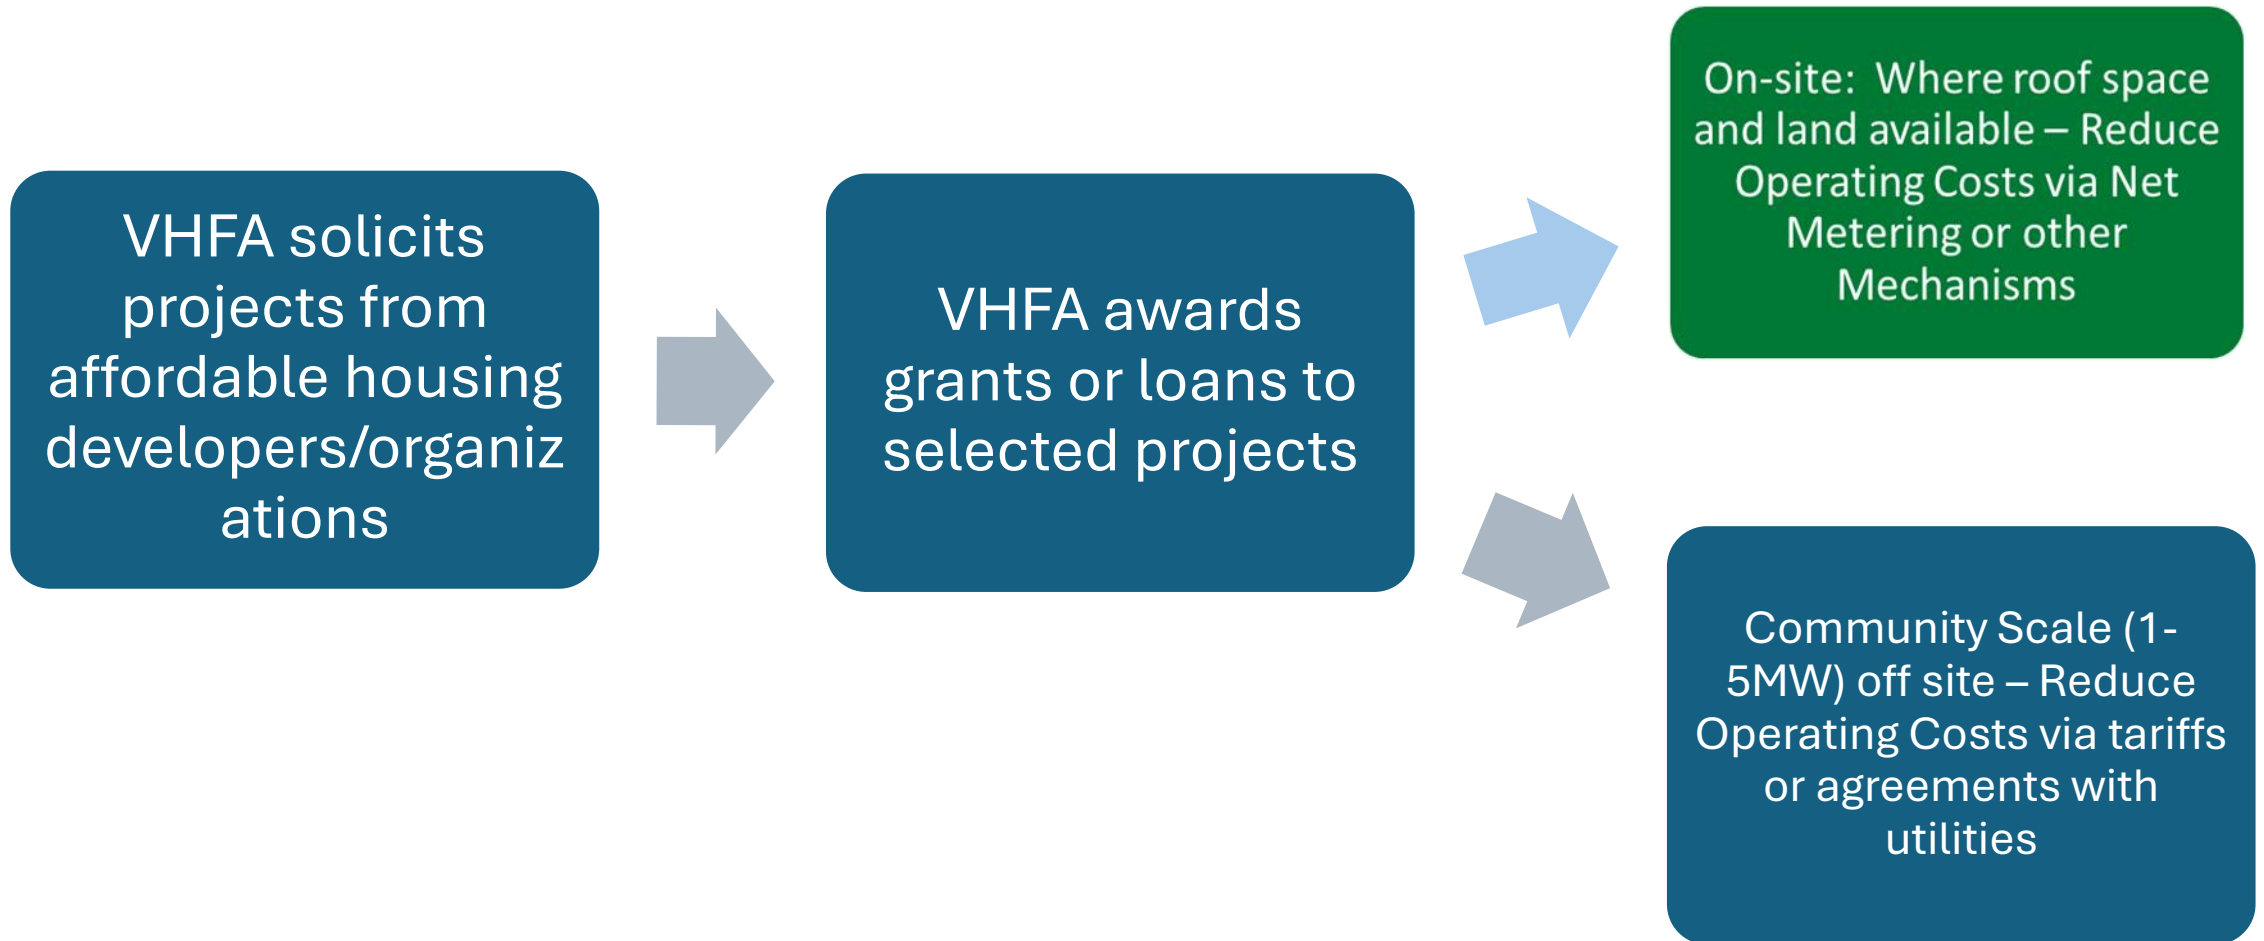 VHFA solicits
projects from
affordable housing
developers/organiz
ations
VHFA awards
grants or loans to
selected projects
On-site:  Where roof space
and land available – Reduce
Operating Costs via Net
Metering or other
Mechanisms
Community Scale (1-
5MW) off site – Reduce
Operating Costs via tariffs
or agreements with
utilities